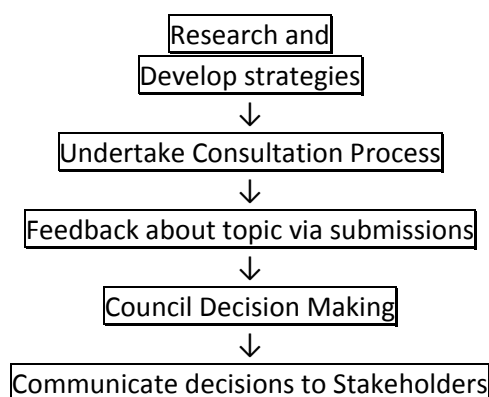 Research and
Develop strategies
Undertake Consultation Process
Feedback about topic via submissions
Council Decision Making
Communicate decisions to Stakeholders